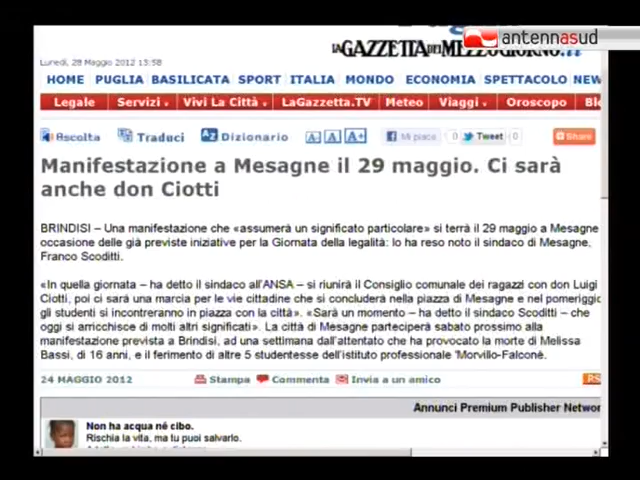 antennasud
LA GAZZETTA DEL MEZZOGIORNO.it
Lunedì, 28 Maggio 2012 13:58
HOME PUGLIA BASILICATA SPORT ITALIA MONDO ECONOMIA SPETTACOLO NEW
Legale Servizi Vivi La Città LaGazzetta.TV Meteo Viaggi Oroscopo Ble
Ascolta Traduci AZ Dizionario A- A A+ Mi piace 0 Tweet 0 Share
Manifestazione a Mesagne il 29 maggio. Ci sarà
anche don Ciotti
BRINDISI – Una manifestazione che «assumerà un significato particolare» si terrà il 29 maggio a Mesagne
occasione delle già previste iniziative per la Giornata della legalità: lo ha reso noto il sindaco di Mesagne,
Franco Scoditti.
«In quella giornata – ha detto il sindaco all'ANSA – si riunirà il Consiglio comunale dei ragazzi con don Luigi
Ciotti, poi ci sarà una marcia per le vie cittadine che si concluderà nella piazza di Mesagne e nel pomeriggio
gli studenti si incontreranno in piazza con la città». «Sarà un momento – ha detto il sindaco Scoditti – che
oggi si arricchisce di molti altri significati». La città di Mesagne parteciperà sabato prossimo alla
manifestazione prevista a Brindisi, ad una settimana dall'attentato che ha provocato la morte di Melissa
Bassi, di 16 anni, e il ferimento di altre 5 studentesse dell'istituto professionale 'Morvillo-Falconè.
24 MAGGIO 2012 Stampa Commenta Invia a un amico RS
Annunci Premium Publisher Networ
Non ha acqua né cibo.
Rischia la vita, ma tu puoi salvarlo.